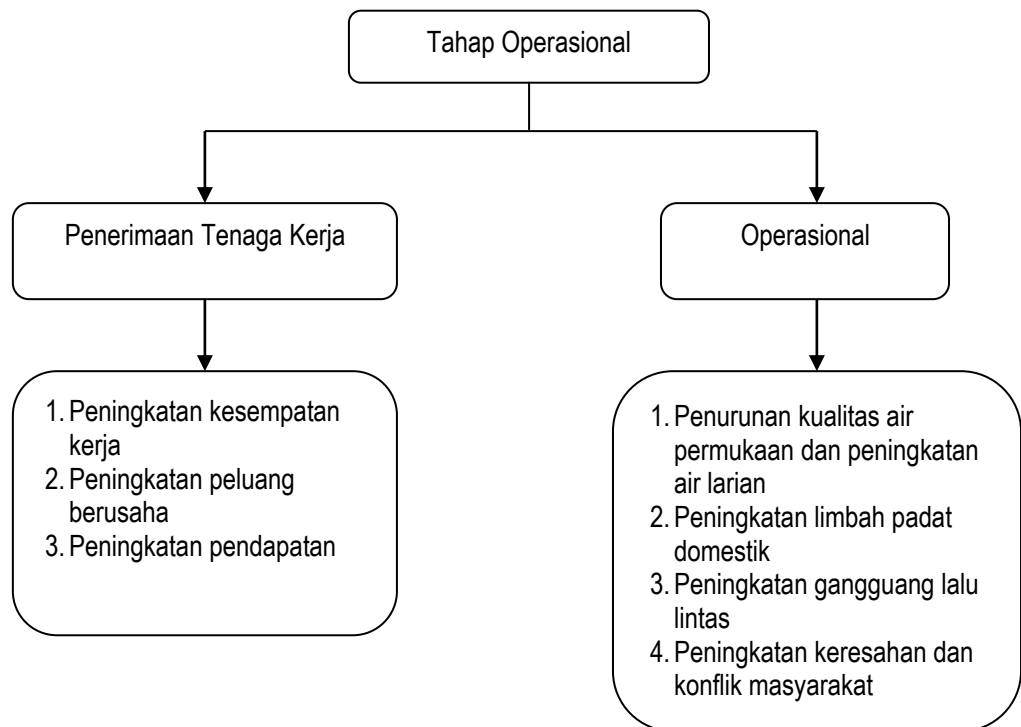 Tahap Operasional
Penerimaan Tenaga Kerja
Operasional
1. Peningkatan kesempatan
kerja
2. Peningkatan peluang
berusaha
3. Peningkatan pendapatan
1. Penurunan kualitas air
permukaan dan peningkatan
air larian
2. Peningkatan limbah padat
domestik
3. Peningkatan gangguang lalu
lintas
4. Peningkatan keresahan dan
konflik masyarakat